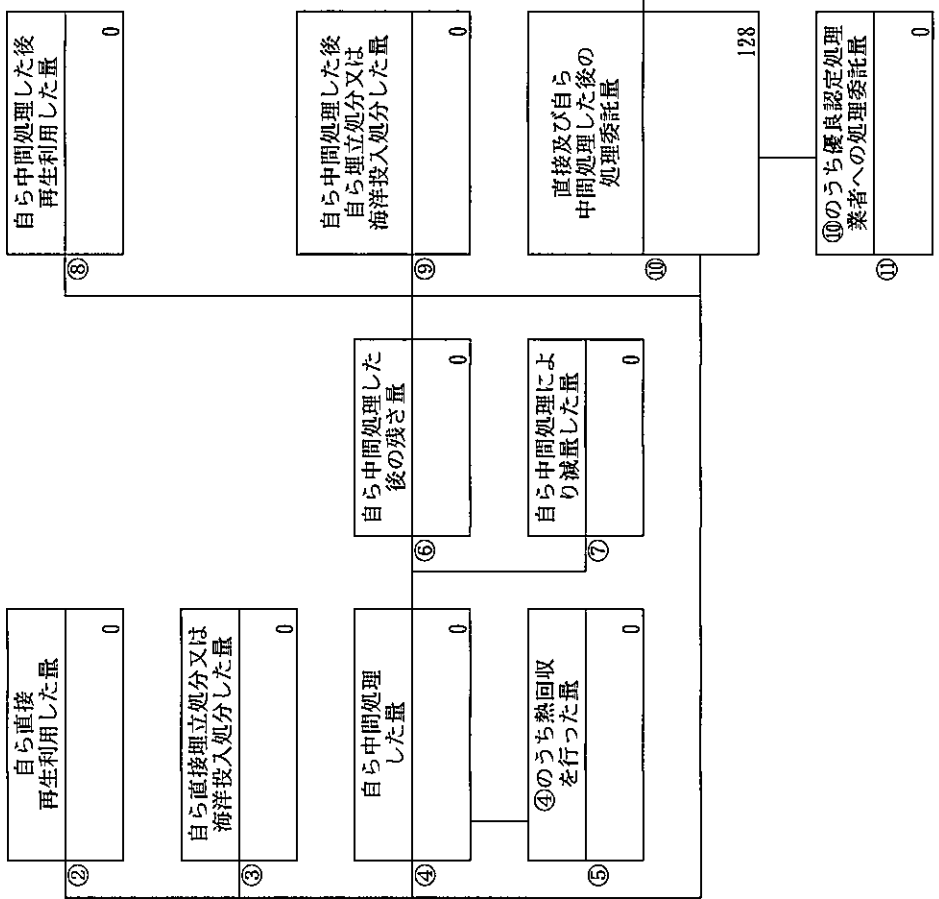 ②
自ら直接
再生利用した量
0
③
自ら直接埋立処分又は
海洋投入処分した量
0
④
自ら中間処理
した量
0
⑤
④のうち熱回収
を行った量
0
⑥
自ら中間処理した
後の残さ量
0
⑦
自ら中間処理によ
り減量した量
0
⑧
自ら中間処理した後
再生利用した量
0
⑨
自ら中間処理した後
自ら埋立処分又は
海洋投入処分した量
0
⑩
直接及び自ら
中間処理した後の
処理委託量
128
⑪
⑩のうち優良認定処理
業者への処理委託量
0